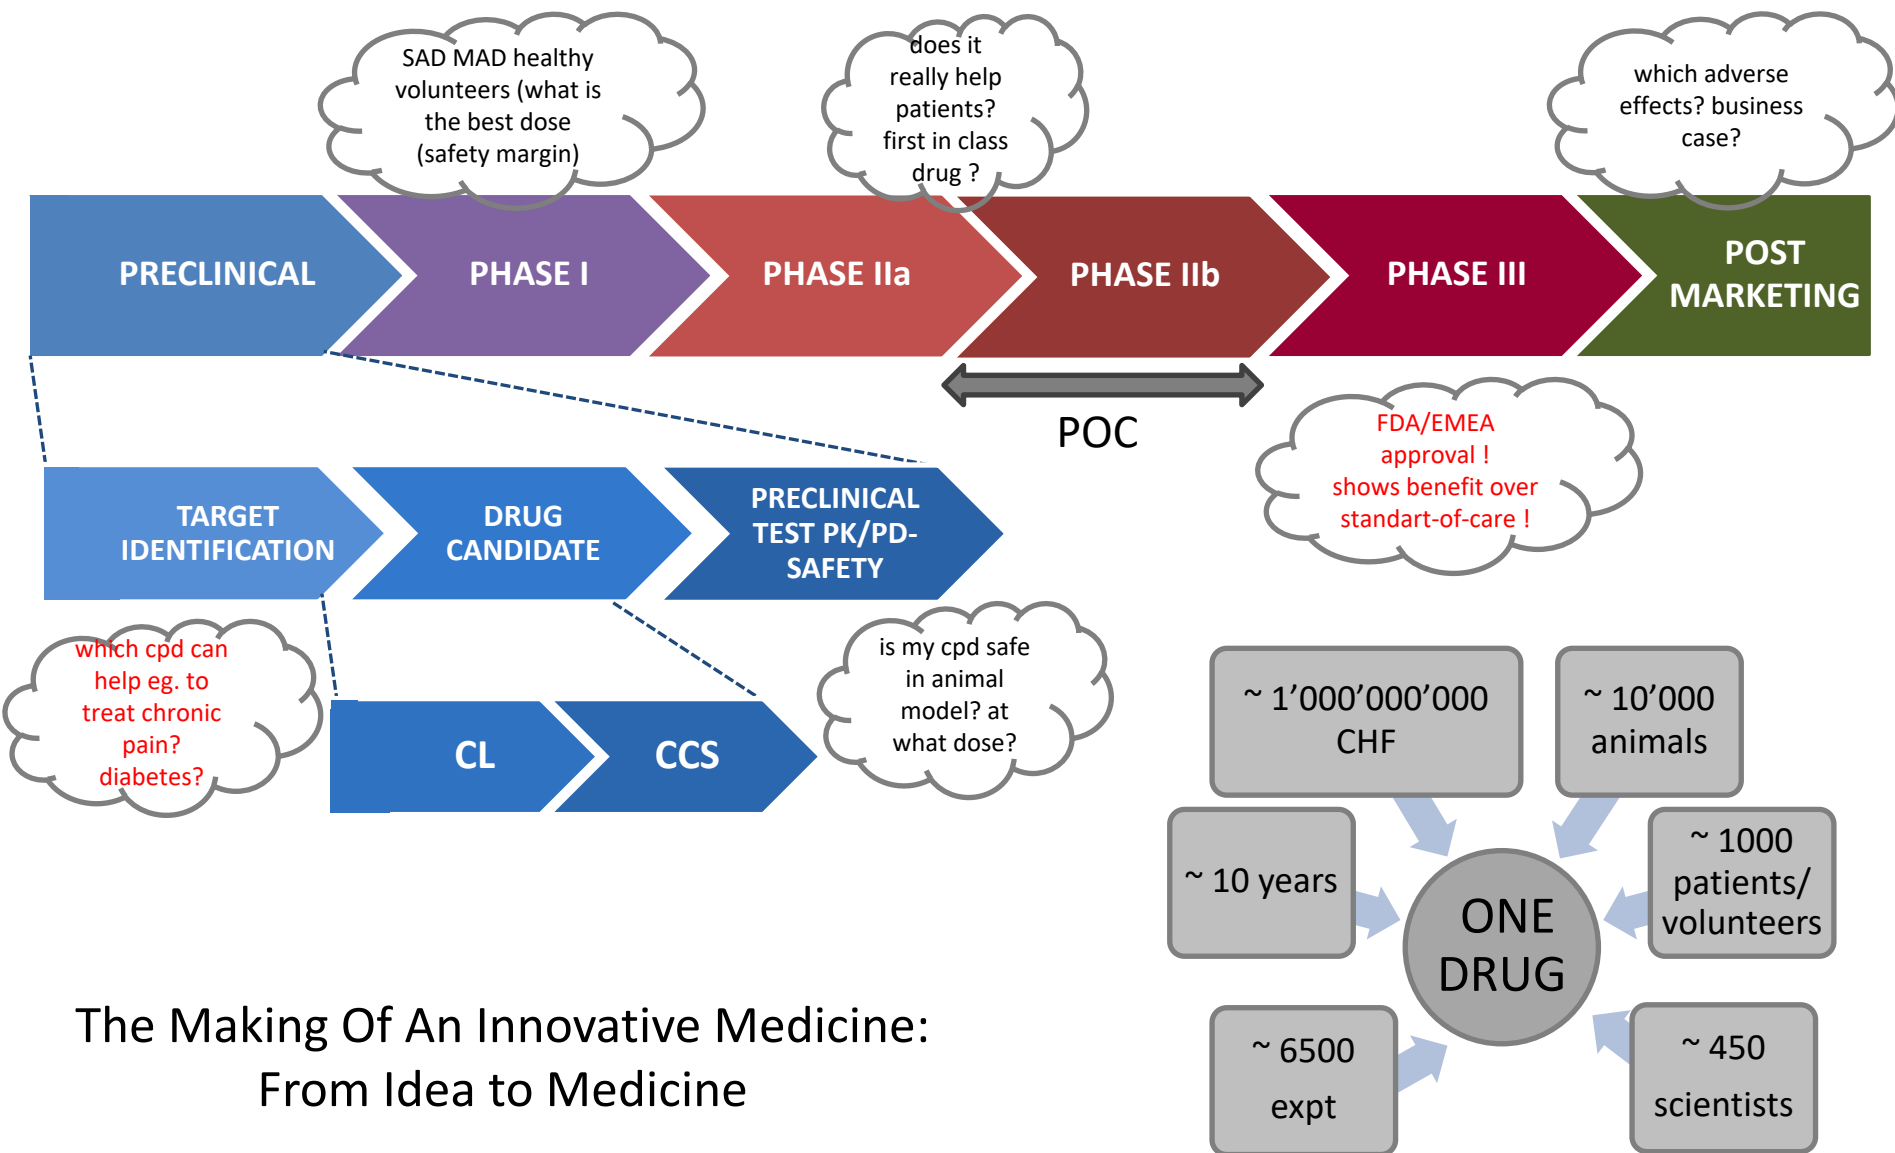 SAD MAD healthy
volunteers (what is
the best dose
(safety margin)
does it
really help
patients?
first in class
drug ?
which adverse
effects? business
case?
PRECLINICAL
PHASE I
PHASE IIa
PHASE IIb
PHASE III
POST
MARKETING
POC
FDA/EMEA
approval !
shows benefit over
standart-of-care !
TARGET
IDENTIFICATION
DRUG
CANDIDATE
PRECLINICAL
TEST PK/PD-
SAFETY
which cpd can
help eg. to
treat chronic
pain?
diabetes?
CL
CCS
is my cpd safe
in animal
model? at
what dose?
~ 1’000’000’000
CHF
~ 10’000
animals
~ 10 years
~ 1000
patients/
volunteers
ONE
DRUG
~ 6500
expt
~ 450
scientists
The Making Of An Innovative Medicine:
From Idea to Medicine